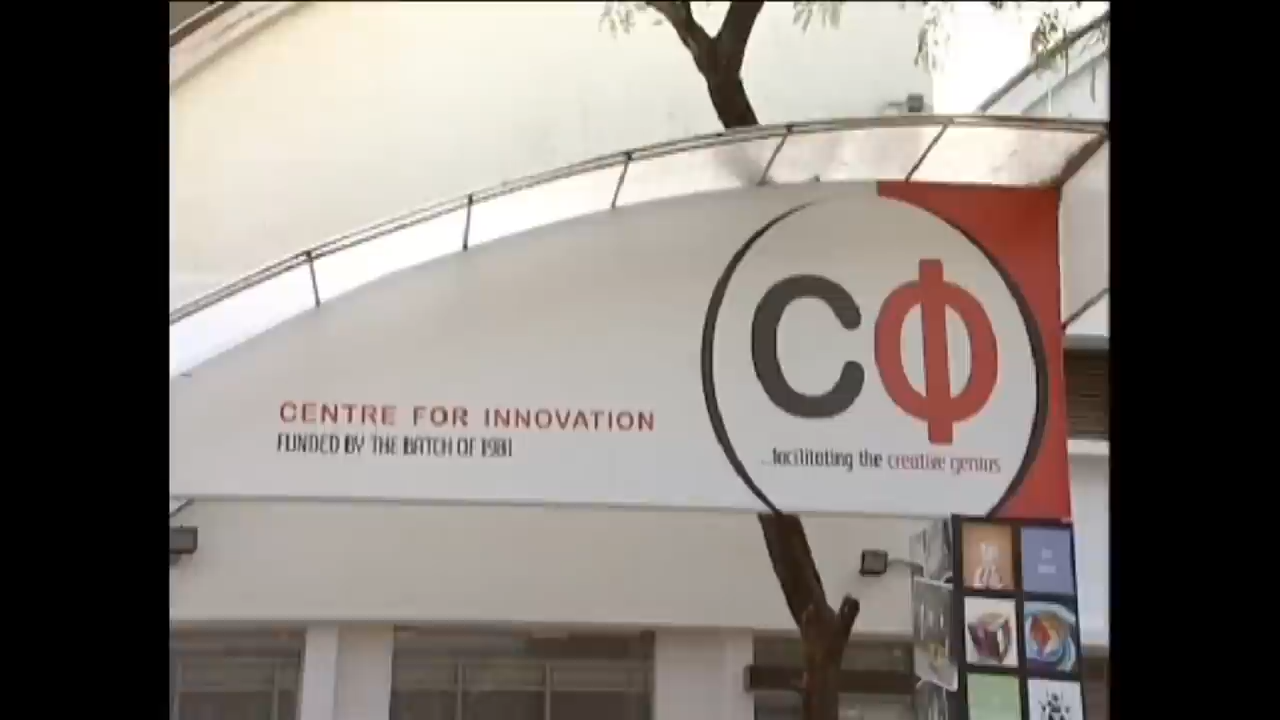 CΦ
CENTRE FOR INNOVATION
FUNDED BY THE BATCH OF 1981
...facilitating the creative genius